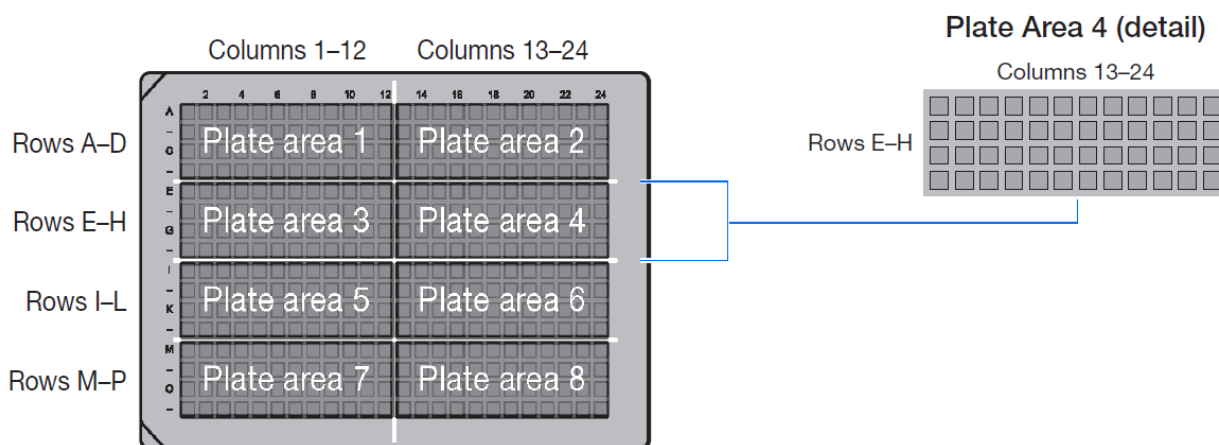 Plate Area 4 (detail)
Columns 1–12 Columns 13–24
Columns 13–24
2 4 6 8 10 12 14 16 18 20 22 24
A
Rows A–D
–
C
–
Plate area 1 Plate area 2
Rows E–H
E
Rows E–H
–
G
–
Plate area 3 Plate area 4
I
Rows I–L
–
K
–
Plate area 5 Plate area 6
M
Rows M–P
–
O
–
Plate area 7 Plate area 8